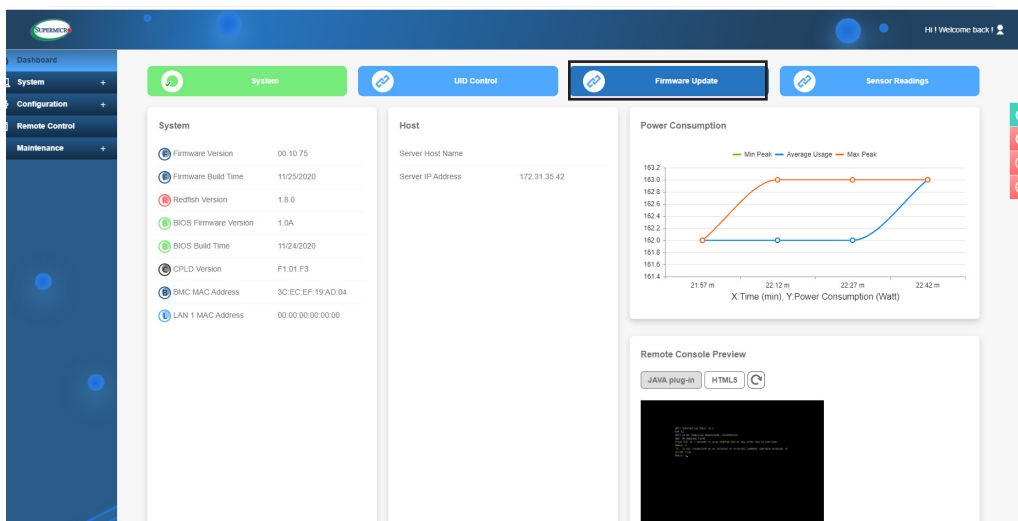 SUPERMICR
Hi ! Welcome back !
Dashboard
System +
Configuration +
Remote Control
Maintenance +
System
UID Control
Firmware Update
Sensor Readings
System
Firmware Version 00.10.75
Firmware Build Time 11/25/2020
Redfish Version 1.8.0
BIOS Firmware Version 1.0A
BIOS Build Time 11/24/2020
CPLD Version F1.01.F3
BMC MAC Address 3C:EC:EF:19:AD:04
LAN 1 MAC Address 00:00:00:00:00:00
Host
Server Host Name
Server IP Address 172.31.35.42
Power Consumption
Min Peak Average Usage Max Peak
163.2
163.0
162.8
162.6
162.4
162.2
162.0
161.8
161.6
161.4
21:57 m 22:12 m 22:27 m 22:42 m
X:Time (min), Y:Power Consumption (Watt)
Remote Console Preview
JAVA plug-in HTML5